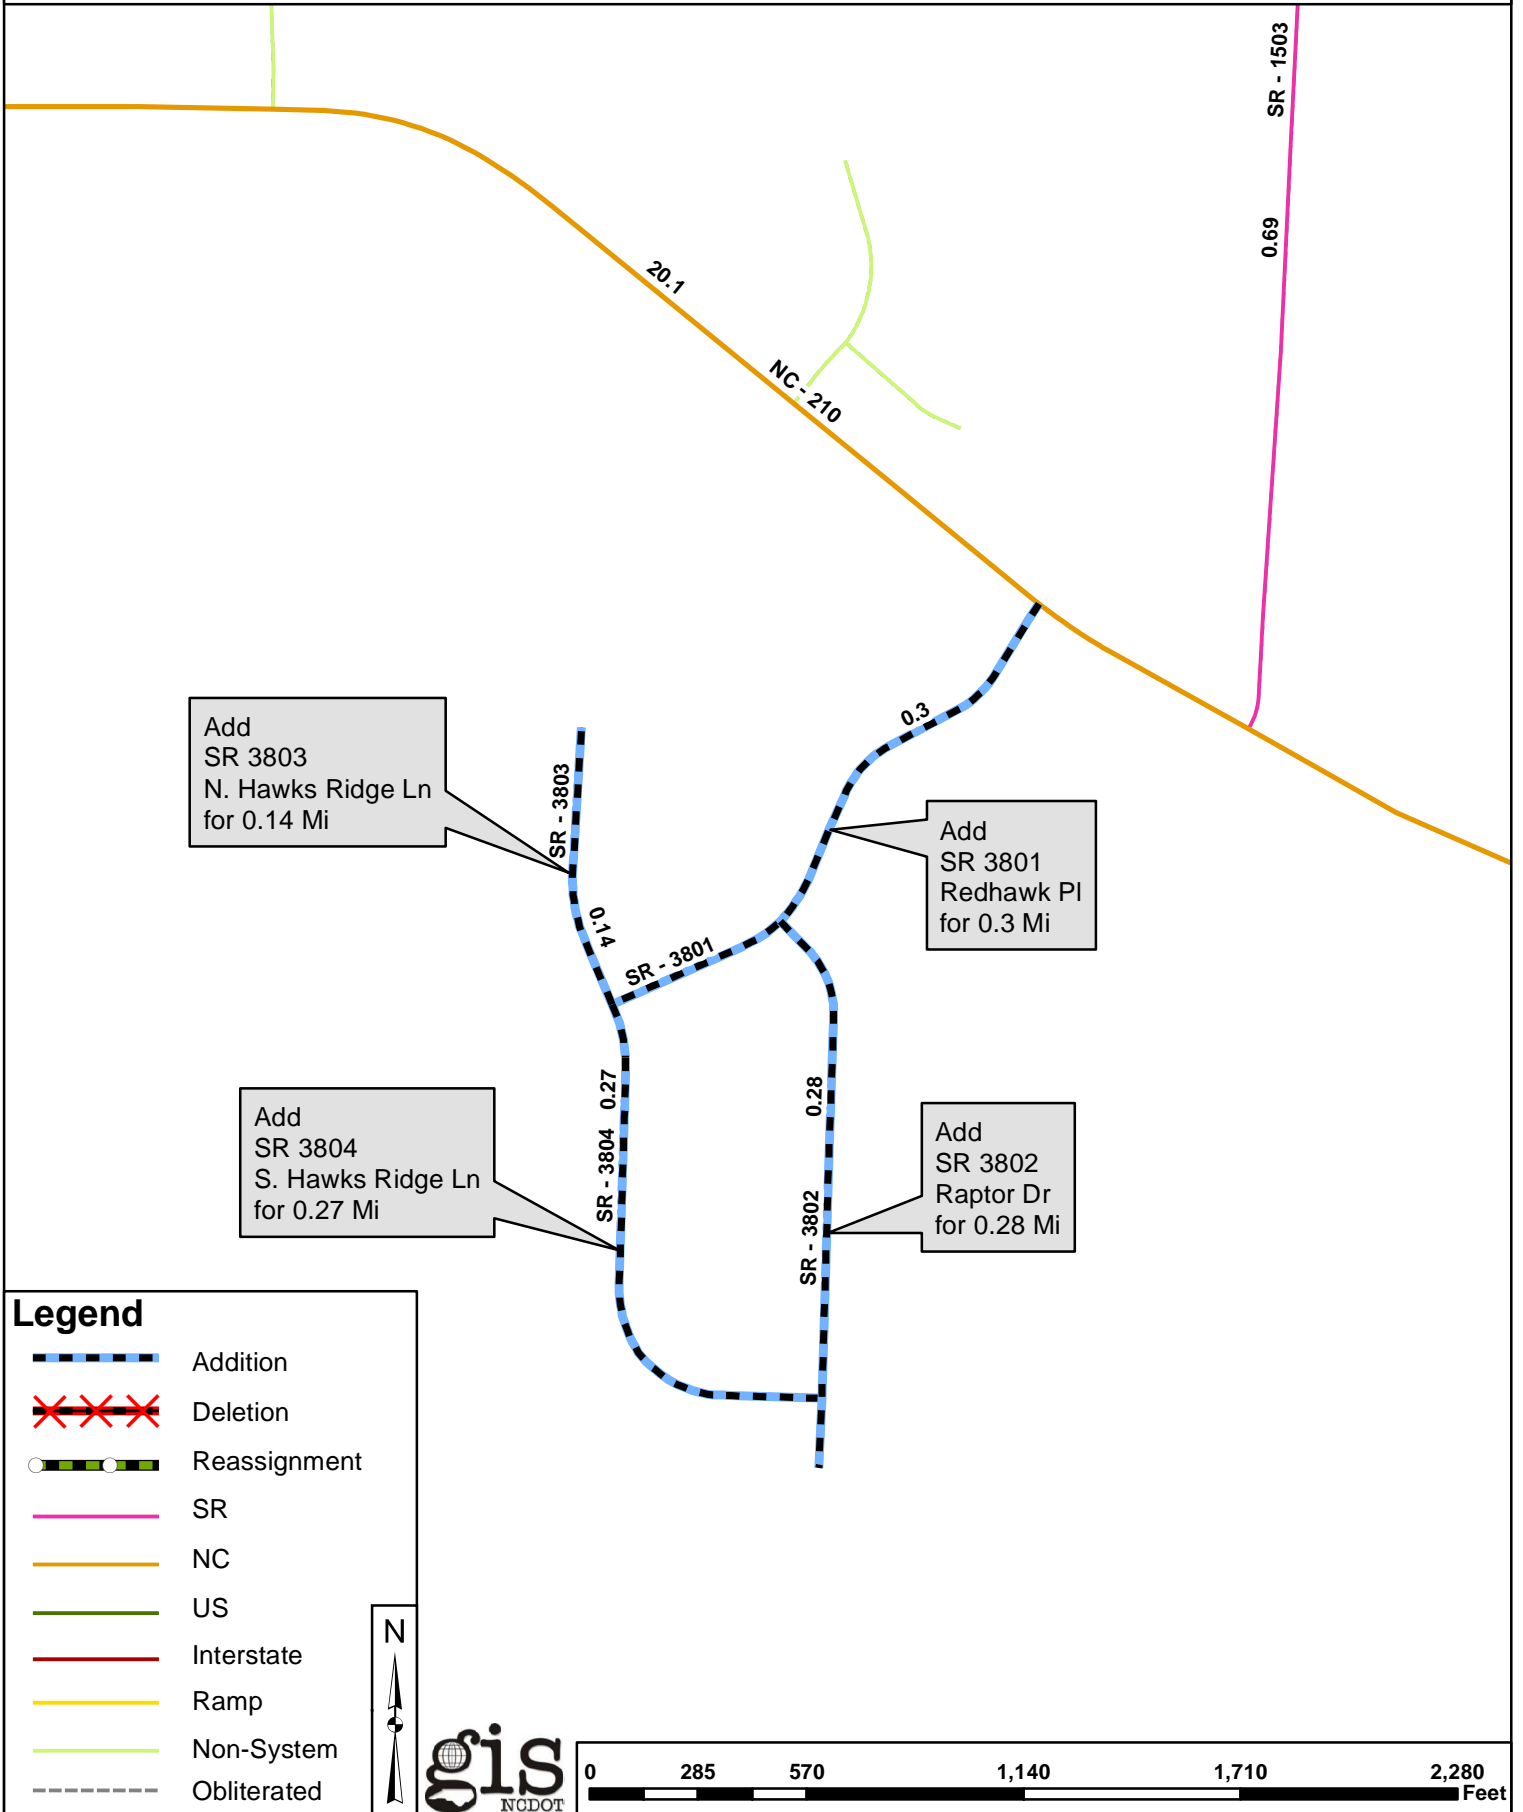 SR - 1503
0.69
20.1
NC - 210
0.3
Add
SR 3803
N. Hawks Ridge Ln
for 0.14 Mi
SR - 3803
Add
SR 3801
Redhawk Pl
for 0.3 Mi
0.14
SR - 3801
0.27
0.28
Add
SR 3804
S. Hawks Ridge Ln
for 0.27 Mi
SR - 3804
Add
SR 3802
Raptor Dr
for 0.28 Mi
SR - 3802
Legend
Addition
Deletion
Reassignment
SR
NC
US
Interstate
Ramp
Non-System
Obliterated
N
gis
NCDOT
0 285 570 1,140 1,710 2,280
Feet